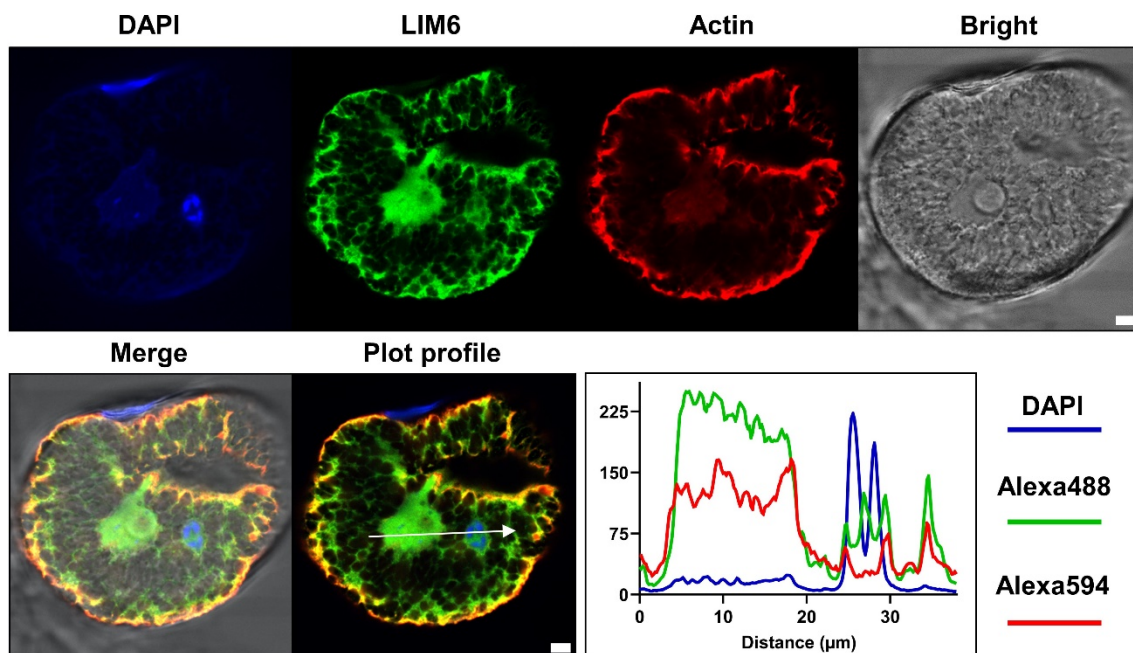 DAPI LIM6 Actin Bright
Merge Plot profile
225
150
75
0
0 10 20 30
Distance (µm)
DAPI
Alexa488
Alexa594